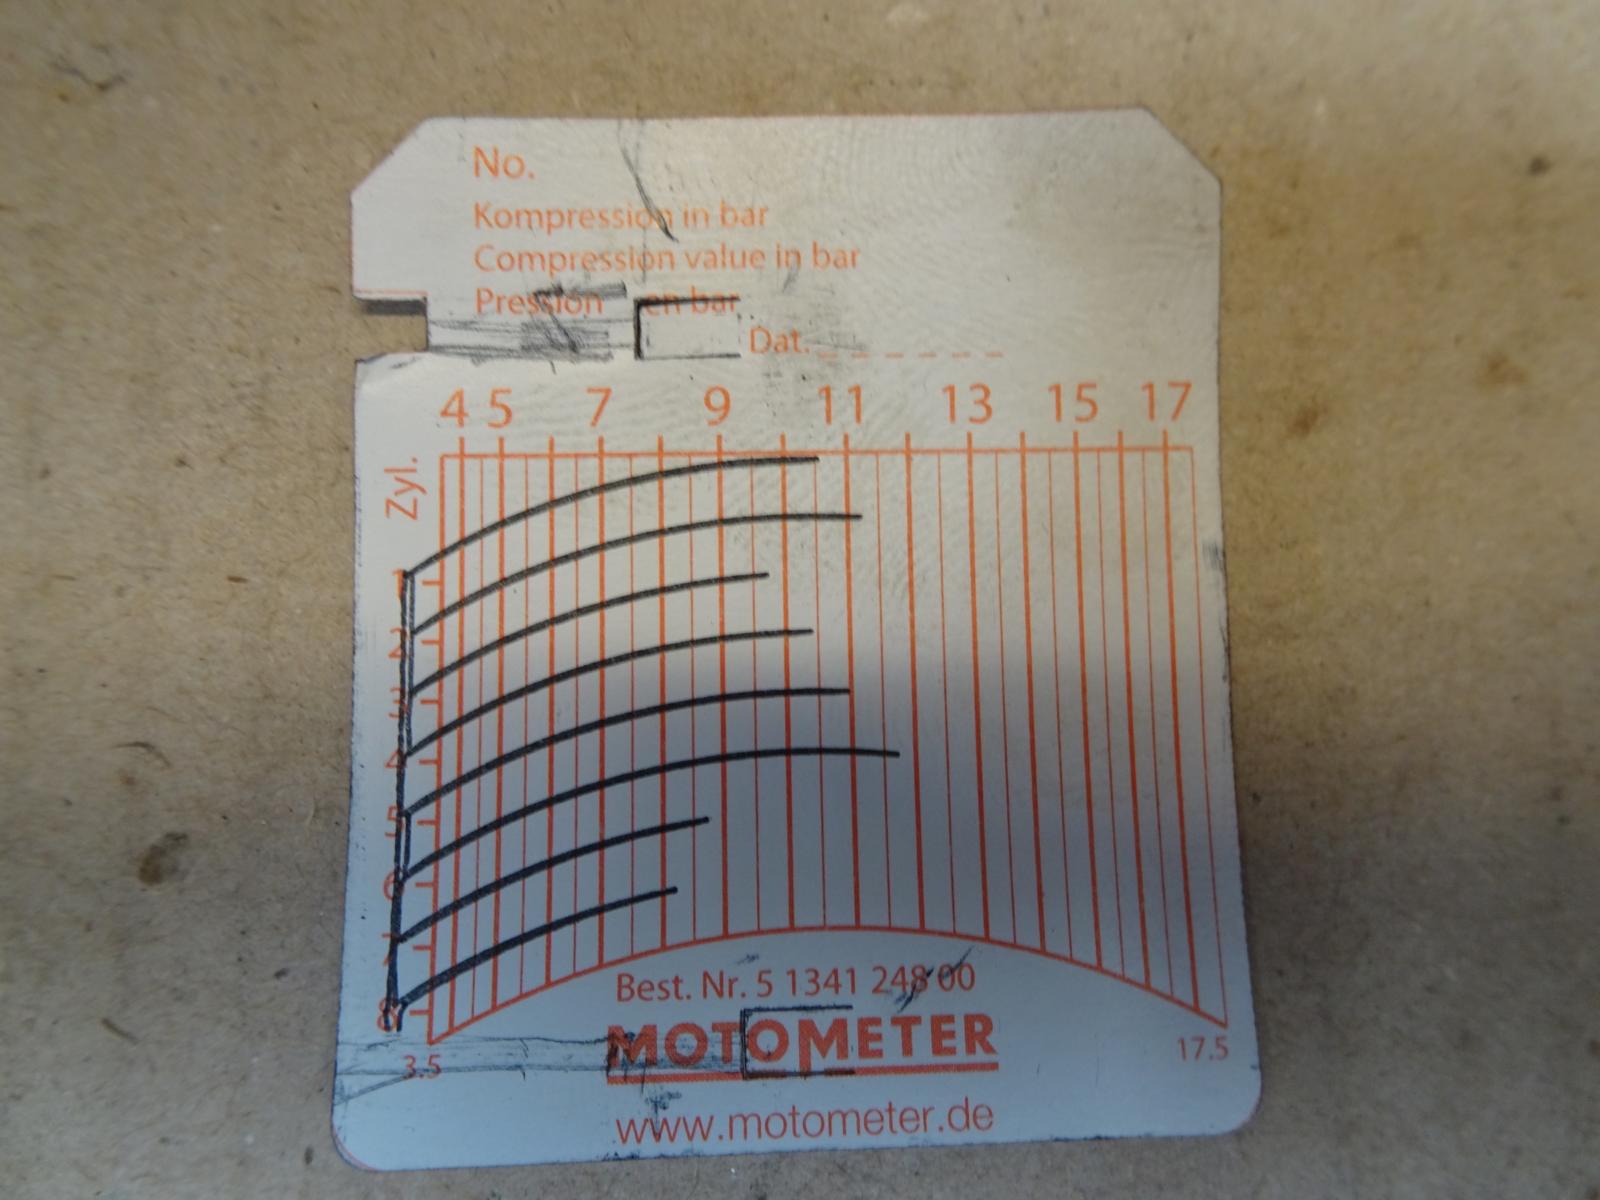 No.
Kompression in bar
Compression value in bar
Pression en bar
Dat.
4 5 7 9 11 13 15 17
Zyl.
1
2
3
4
5
6
7
8
3.5
17.5
Best. Nr. 5 1341 248 00
MOTOMETER
www.motometer.de